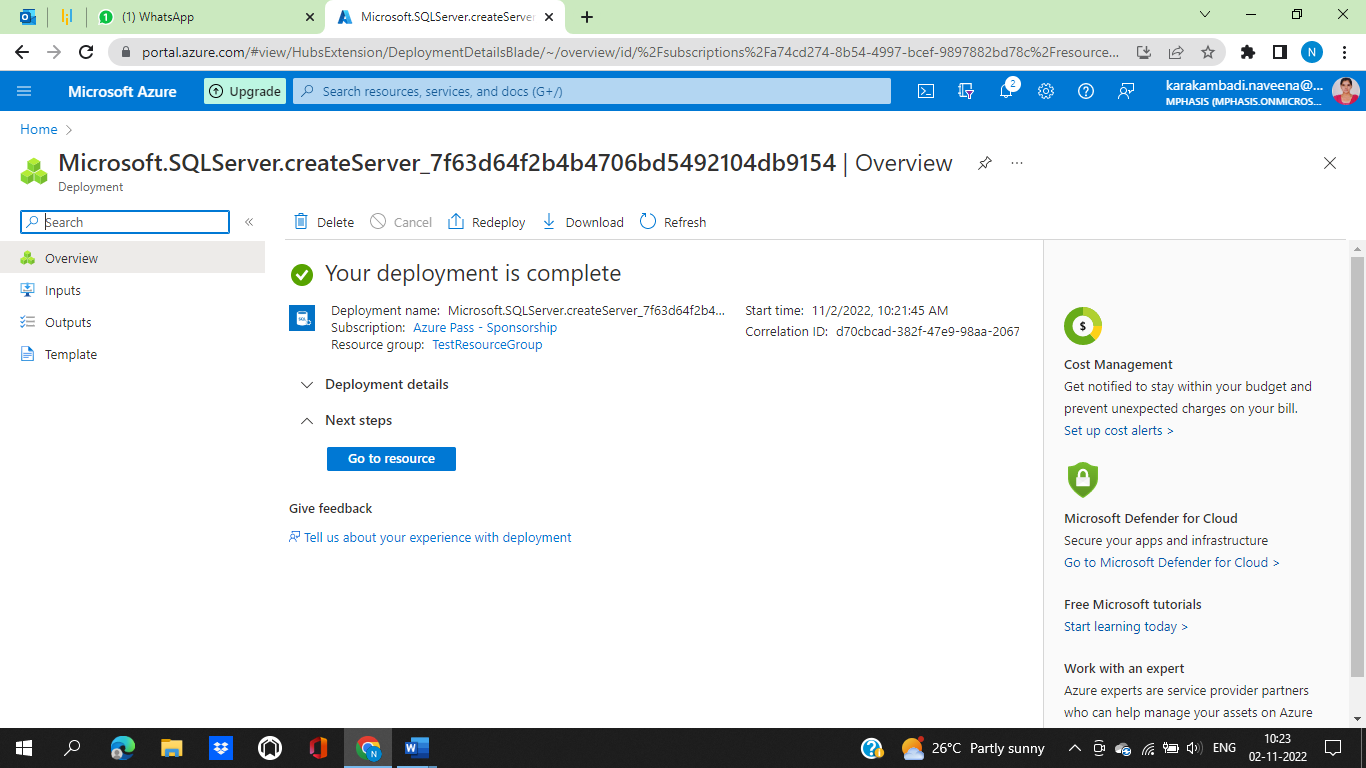 (1) WhatsApp
Microsoft.SQLServer.createServer
portal.azure.com/#view/HubsExtension/DeploymentDetailsBlade/~/overview/id/%2Fsubscriptions%2Fa74cd274-8b54-4997-bcef-9897882bd78c%2Fresource...
N
Microsoft Azure
Upgrade
Search resources, services, and docs (G+/)
2
karakambadi.naveena@...
MPHASIS (MPHASIS.ONMICROS...
Home
Microsoft.SQLServer.createServer_7f63d64f2b4b4706bd5492104db9154 | Overview
Deployment
Search
Delete
Cancel
Redeploy
Download
Refresh
Overview
Inputs
Outputs
Template
Your deployment is complete
Deployment name: Microsoft.SQLServer.createServer_7f63d64f2b4...
Subscription: Azure Pass - Sponsorship
Resource group: TestResourceGroup
Start time: 11/2/2022, 10:21:45 AM
Correlation ID: d70cbcad-382f-47e9-98aa-2067
Deployment details
Next steps
Go to resource
Give feedback
Tell us about your experience with deployment
Cost Management
Get notified to stay within your budget and
prevent unexpected charges on your bill.
Set up cost alerts >
Microsoft Defender for Cloud
Secure your apps and infrastructure
Go to Microsoft Defender for Cloud >
Free Microsoft tutorials
Start learning today >
Work with an expert
Azure experts are service provider partners
who can help manage your assets on Azure
26°C Partly sunny
ENG
10:23
02-11-2022